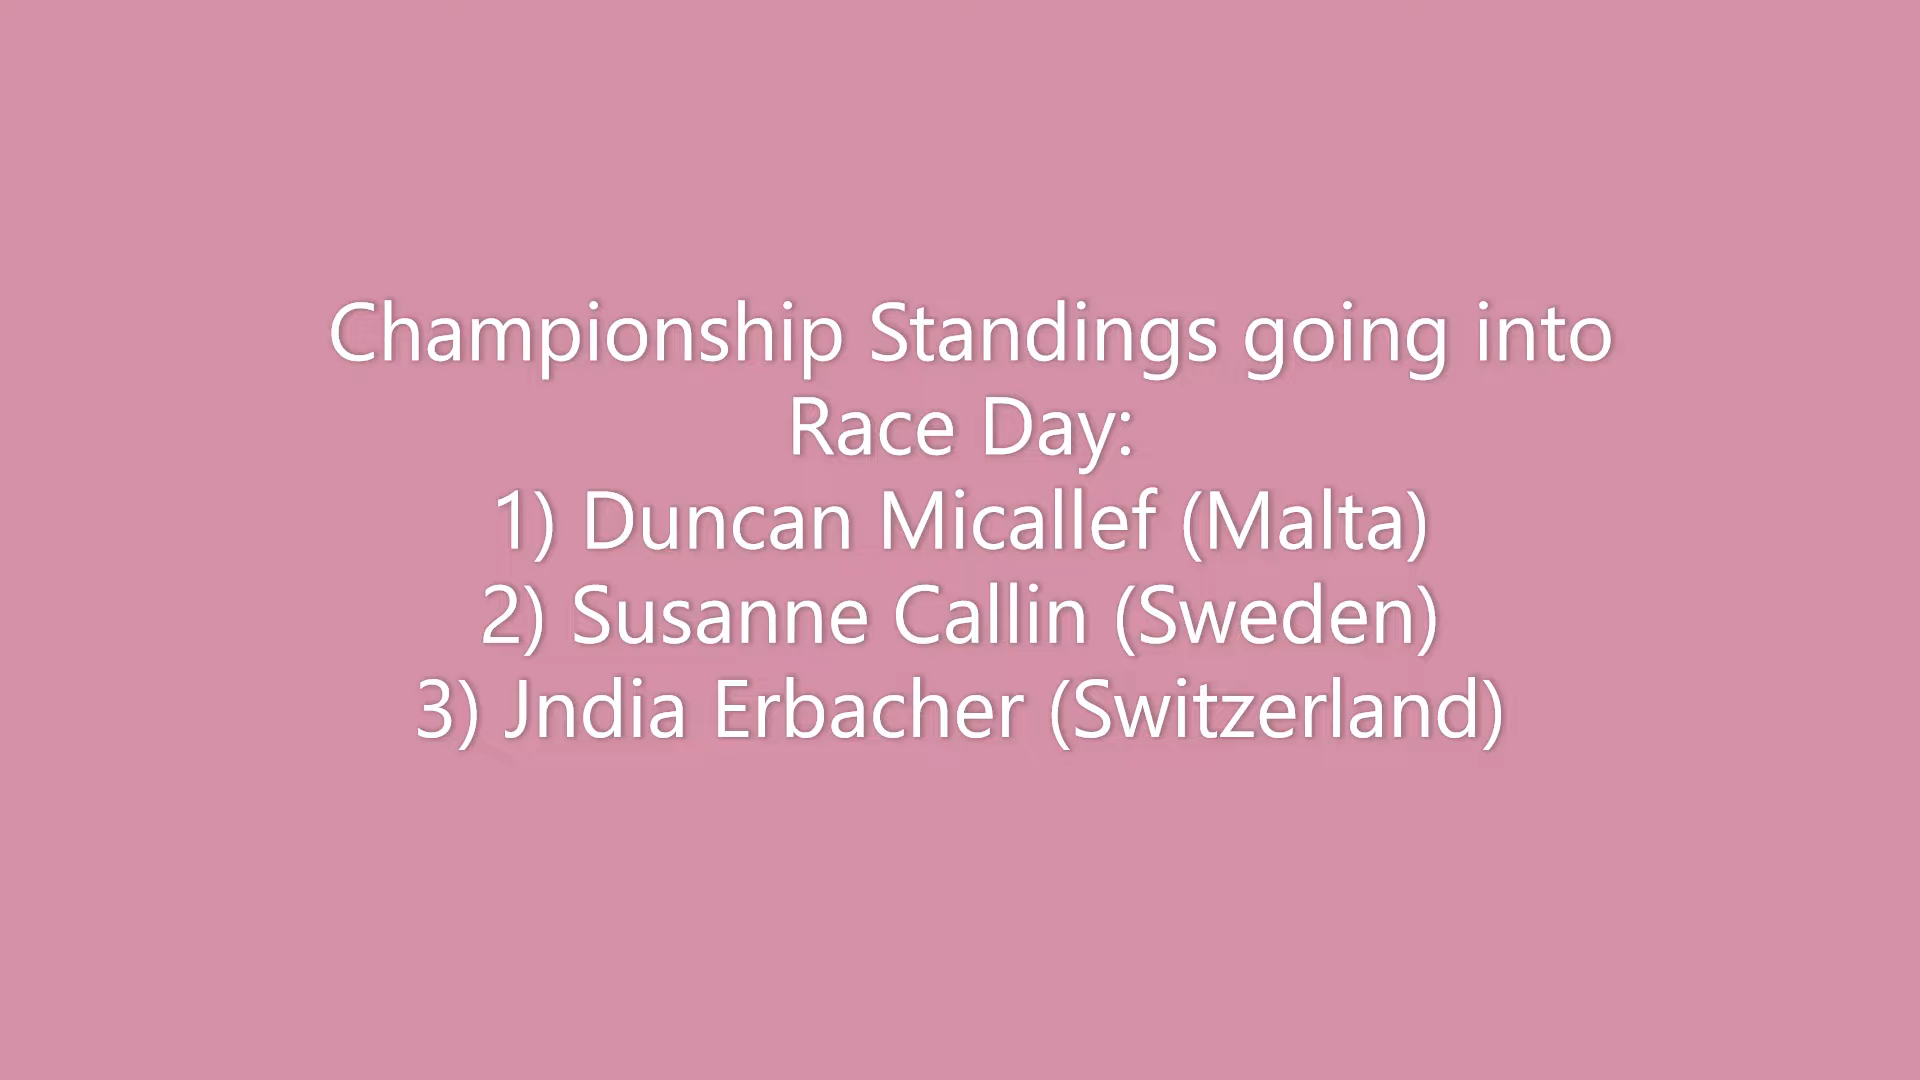 Championship Standings going into
Race Day:
1) Duncan Micallef (Malta)
2) Susanne Callin (Sweden)
3) Jndia Erbacher (Switzerland)